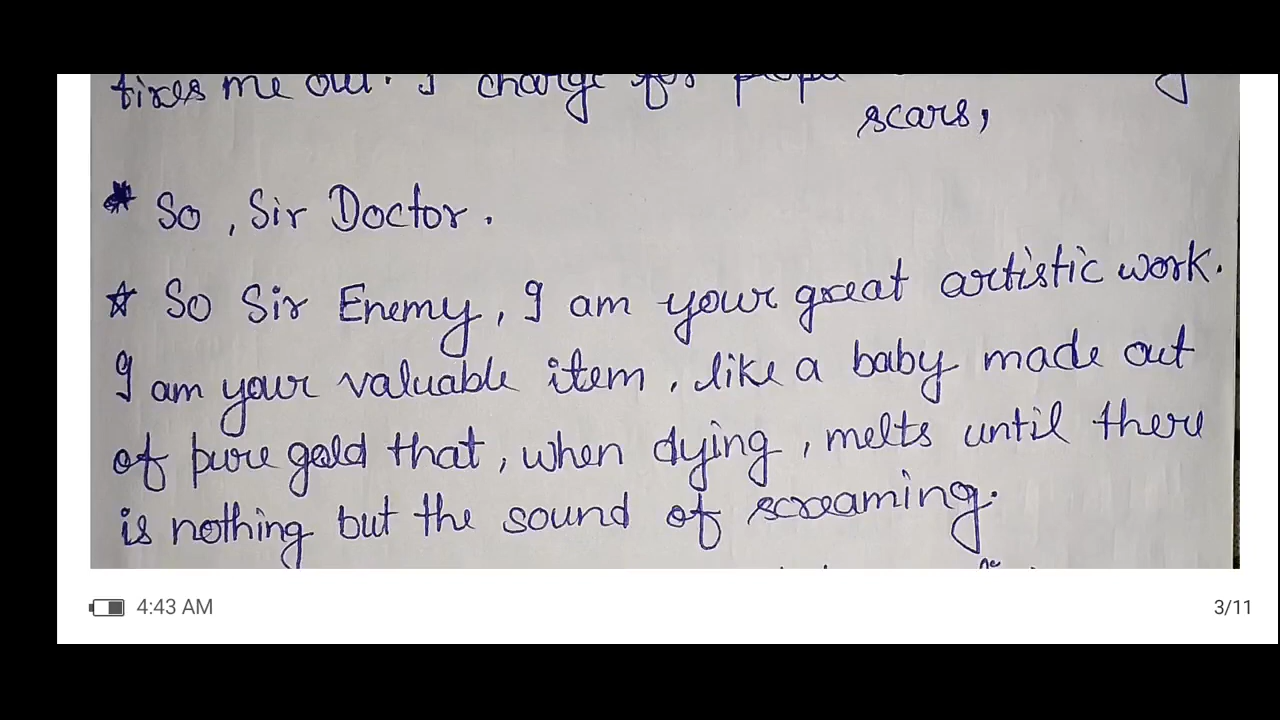 tires me out. I charge for
scars,
* So, Sir Doctor.
☆ So Sir Enemy, I am your great artistic work.
I am your valuable item, like a baby made out
of pure gold that, when dying, melts until there
is nothing but the sound of screaming.
4:43 AM
3/11